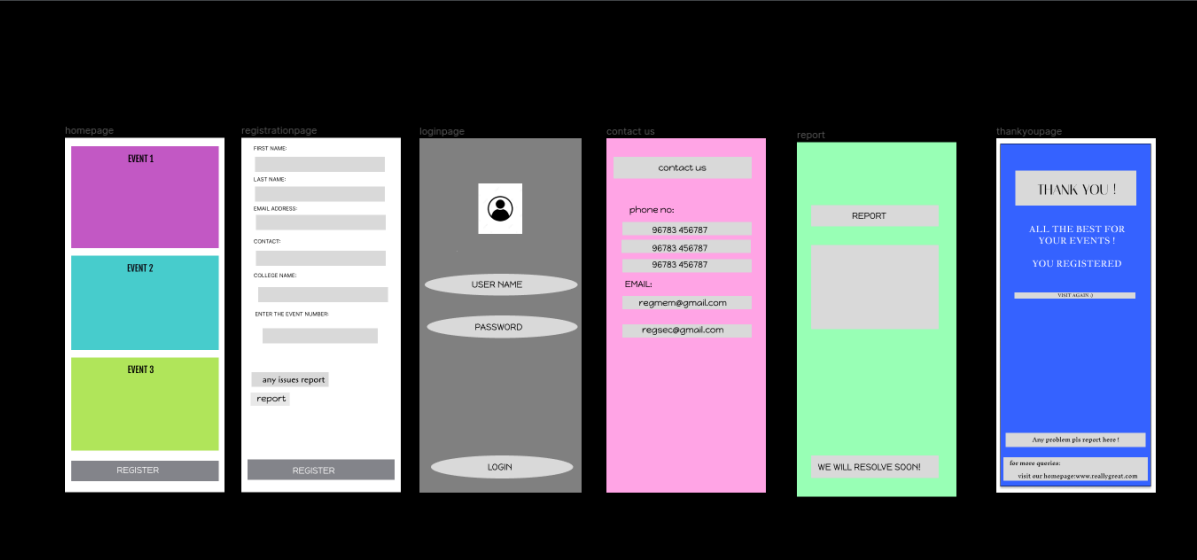 homepage
EVENT 1
EVENT 2
EVENT 3
REGISTER
registrationpage
FIRST NAME:
LAST NAME:
EMAIL ADDRESS:
CONTACT:
COLLEGE NAME:
ENTER THE EVENT NUMBER:
any issues report
report
REGISTER
loginpage
USER NAME
PASSWORD
LOGIN
contact us
contact us
phone no:
96783 456787
96783 456787
96783 456787
EMAIL:
regmem@gmail.com
regsec@gmail.com
report
REPORT
WE WILL RESOLVE SOON!
thankyoupage
THANK YOU !
ALL THE BEST FOR
YOUR EVENTS !
YOU REGISTERED
VISIT AGAIN :)
Any problem pls report here !
for more queries:
visit our homepage:www.reallygreat.com